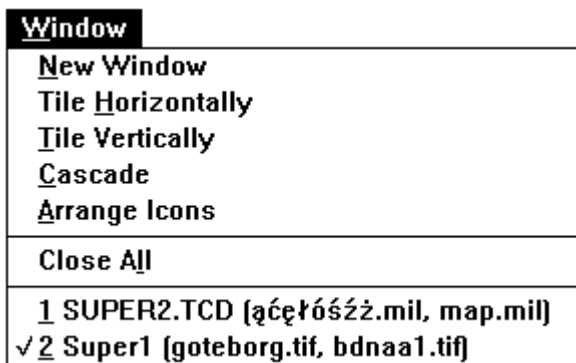 Window
New Window
Tile Horizontally
Tile Vertically
Cascade
Arrange Icons
Close All
1 SUPER2.TCD (ąćęłóśźż.mil, map.mil)
✓ 2 Super1 (goteborg.tif, bdnaa1.tif)